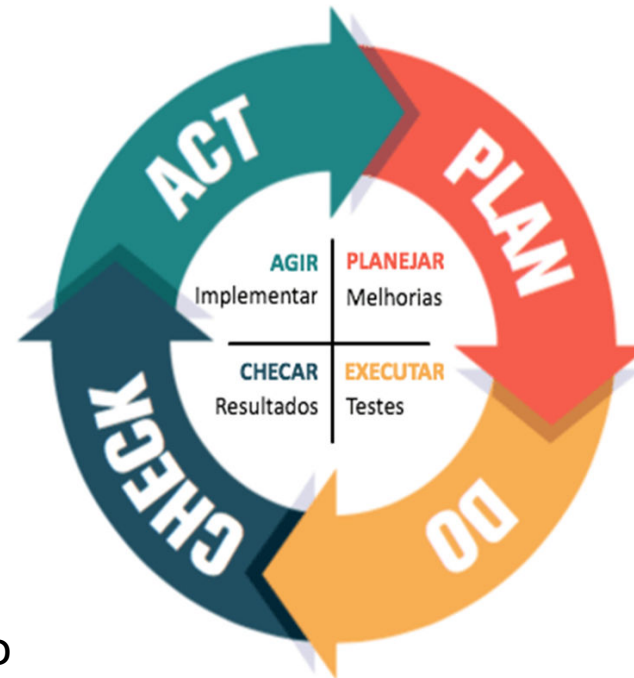 ACT
PLAN
AGIR
Implementar
PLANEJAR
Melhorias
CHECAR
Resultados
EXECUTAR
Testes
CHECK
DO
o